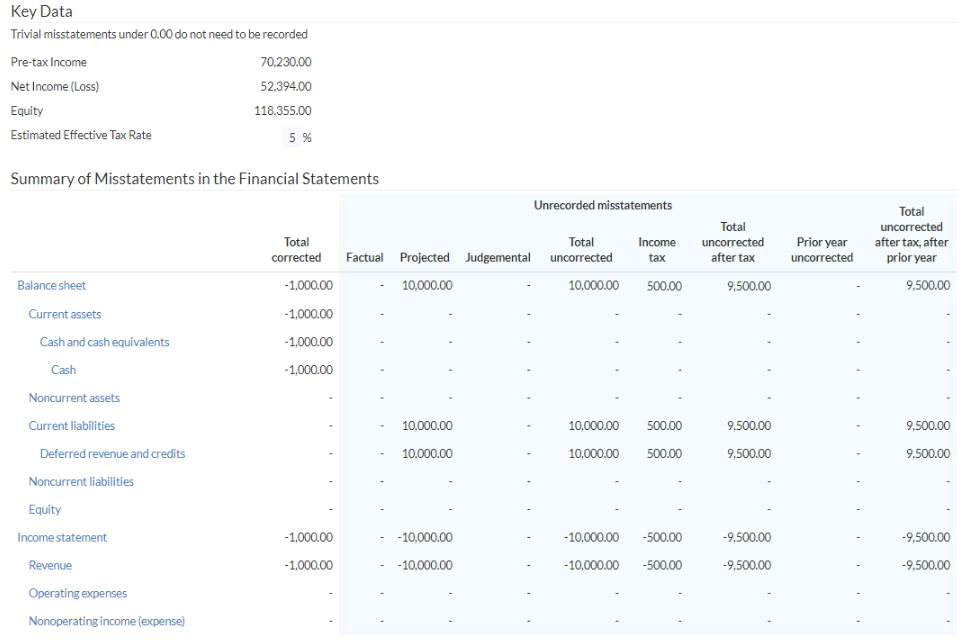 Key Data
Trivial misstatements under 0.00 do not need to be recorded
Pre-tax Income 70,230.00
Net Income (Loss) 52,394.00
Equity 118,355.00
Estimated Effective Tax Rate 5 %
Summary of Misstatements in the Financial Statements
Unrecorded misstatements
Total corrected Factual Projected Judgemental Total uncorrected Income tax Total uncorrected after tax Prior year uncorrected Total uncorrected after tax, after prior year
Balance sheet -1,000.00 - 10,000.00 - 10,000.00 500.00 9,500.00 - 9,500.00
Current assets -1,000.00 - - - - - - - -
Cash and cash equivalents -1,000.00 - - - - - - - -
Cash -1,000.00 - - - - - - - -
Noncurrent assets - - - - - - - - -
Current liabilities - - 10,000.00 - 10,000.00 500.00 9,500.00 - 9,500.00
Deferred revenue and credits - - 10,000.00 - 10,000.00 500.00 9,500.00 - 9,500.00
Noncurrent liabilities - - - - - - - - -
Equity - - - - - - - - -
Income statement -1,000.00 - -10,000.00 - -10,000.00 -500.00 -9,500.00 - -9,500.00
Revenue -1,000.00 - -10,000.00 - -10,000.00 -500.00 -9,500.00 - -9,500.00
Operating expenses - - - - - - - - -
Nonoperating income (expense) - - - - - - - - -